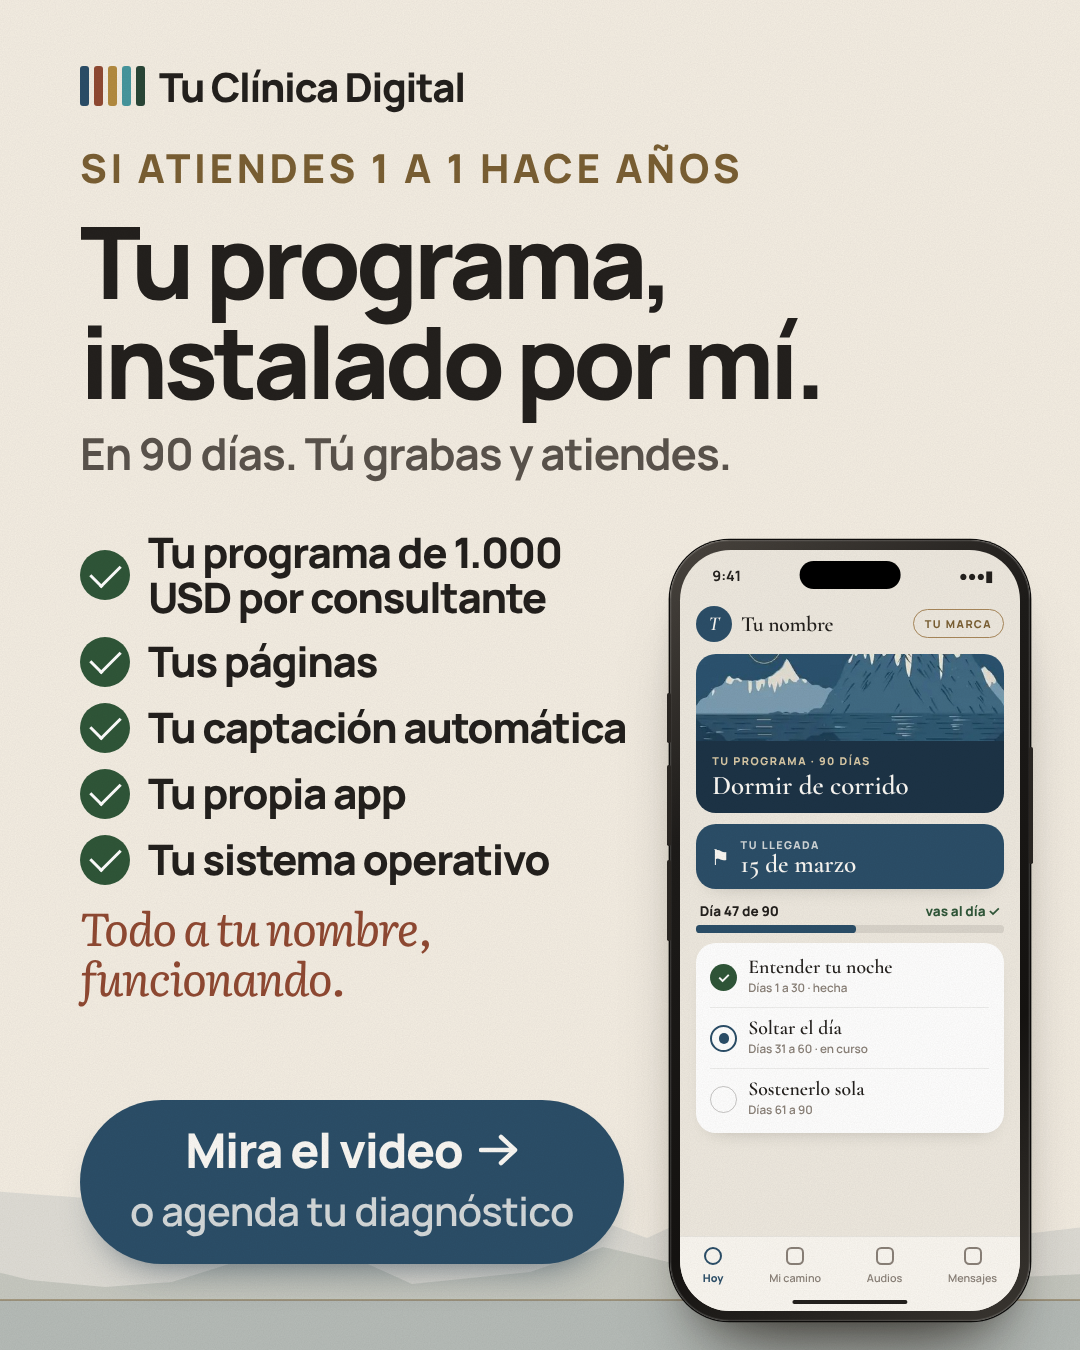 Tu Clínica Digital
SI ATIENDES 1 A 1 HACE AÑOS
Tu programa,
instalado por mí.
En 90 días. Tú grabas y atiendes.
Tu programa de 1.000
USD por consultante
Tus páginas
Tu captación automática
Tu propia app
Tu sistema operativo
Todo a tu nombre,
funcionando.
Mira el video →
o agenda tu diagnóstico
9:41
T Tu nombre
TU MARCA
TU PROGRAMA · 90 DÍAS
Dormir de corrido
TU LLEGADA
15 de marzo
Día 47 de 90
vas al día ✓
Entender tu noche
Días 1 a 30 · hecha
Soltar el día
Días 31 a 60 · en curso
Sostenerlo sola
Días 61 a 90
Hoy
Mi camino
Audios
Mensajes